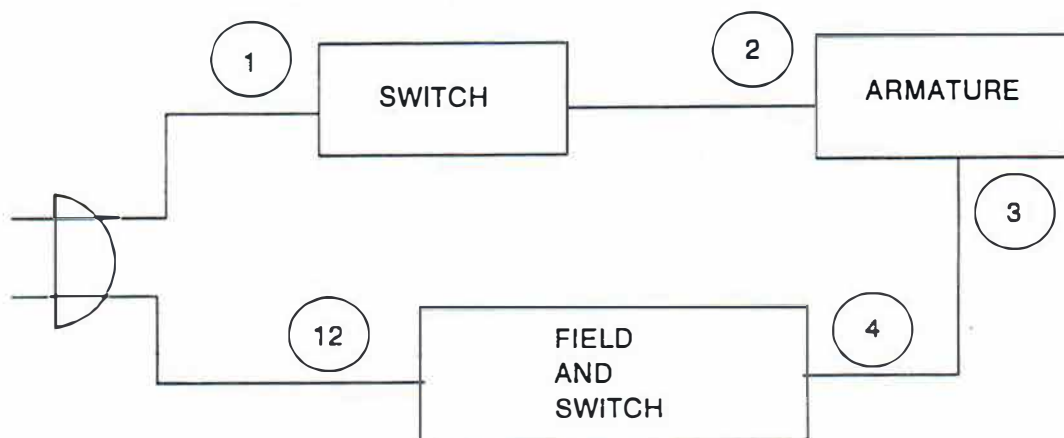 1
SWITCH
2
ARMATURE
3
12
FIELD
AND
SWITCH
4